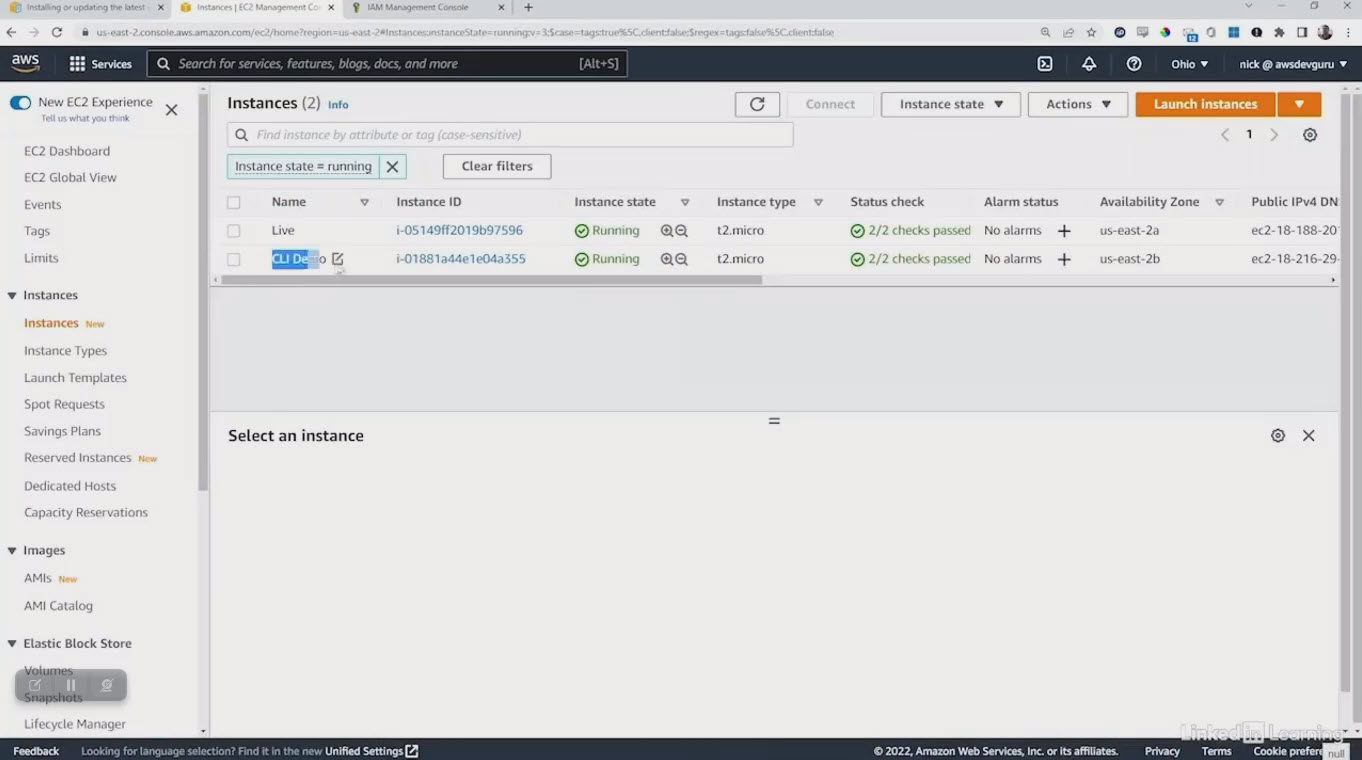 Installing or updating the latest
Instances | EC2 Management Co
IAM Management Console
us-east-2.console.aws.amazon.com/ec2/home?region=us-east-2#Instances:instanceState=running;v=3;$case=tags:true%5C,client:false;$regex=tags:false%5C,client:false
12
aws
Services
Search for services, features, blogs, docs, and more
[Alt+S]
Ohio
nick @ awsdevguru
New EC2 Experience
Tell us what you think
EC2 Dashboard
EC2 Global View
Events
Tags
Limits
Instances
Instances New
Instance Types
Launch Templates
Spot Requests
Savings Plans
Reserved Instances New
Dedicated Hosts
Capacity Reservations
Images
AMIs New
AMI Catalog
Elastic Block Store
Volumes
Snapshots
Lifecycle Manager
Instances (2) Info
Connect
Instance state
Actions
Launch instances
Find instance by attribute or tag (case-sensitive)
1
Instance state = running
Clear filters
Name Instance ID Instance state Instance type Status check Alarm status Availability Zone Public IPv4 DN
Live i-05149ff2019b97596 Running t2.micro 2/2 checks passed No alarms us-east-2a ec2-18-188-20
CLI Demo i-01881a44e1e04a355 Running t2.micro 2/2 checks passed No alarms us-east-2b ec2-18-216-29-
Select an instance
Linked in Learning
Feedback
Looking for language selection? Find it in the new Unified Settings
© 2022, Amazon Web Services, Inc. or its affiliates.
Privacy
Terms
Cookie prefere
null